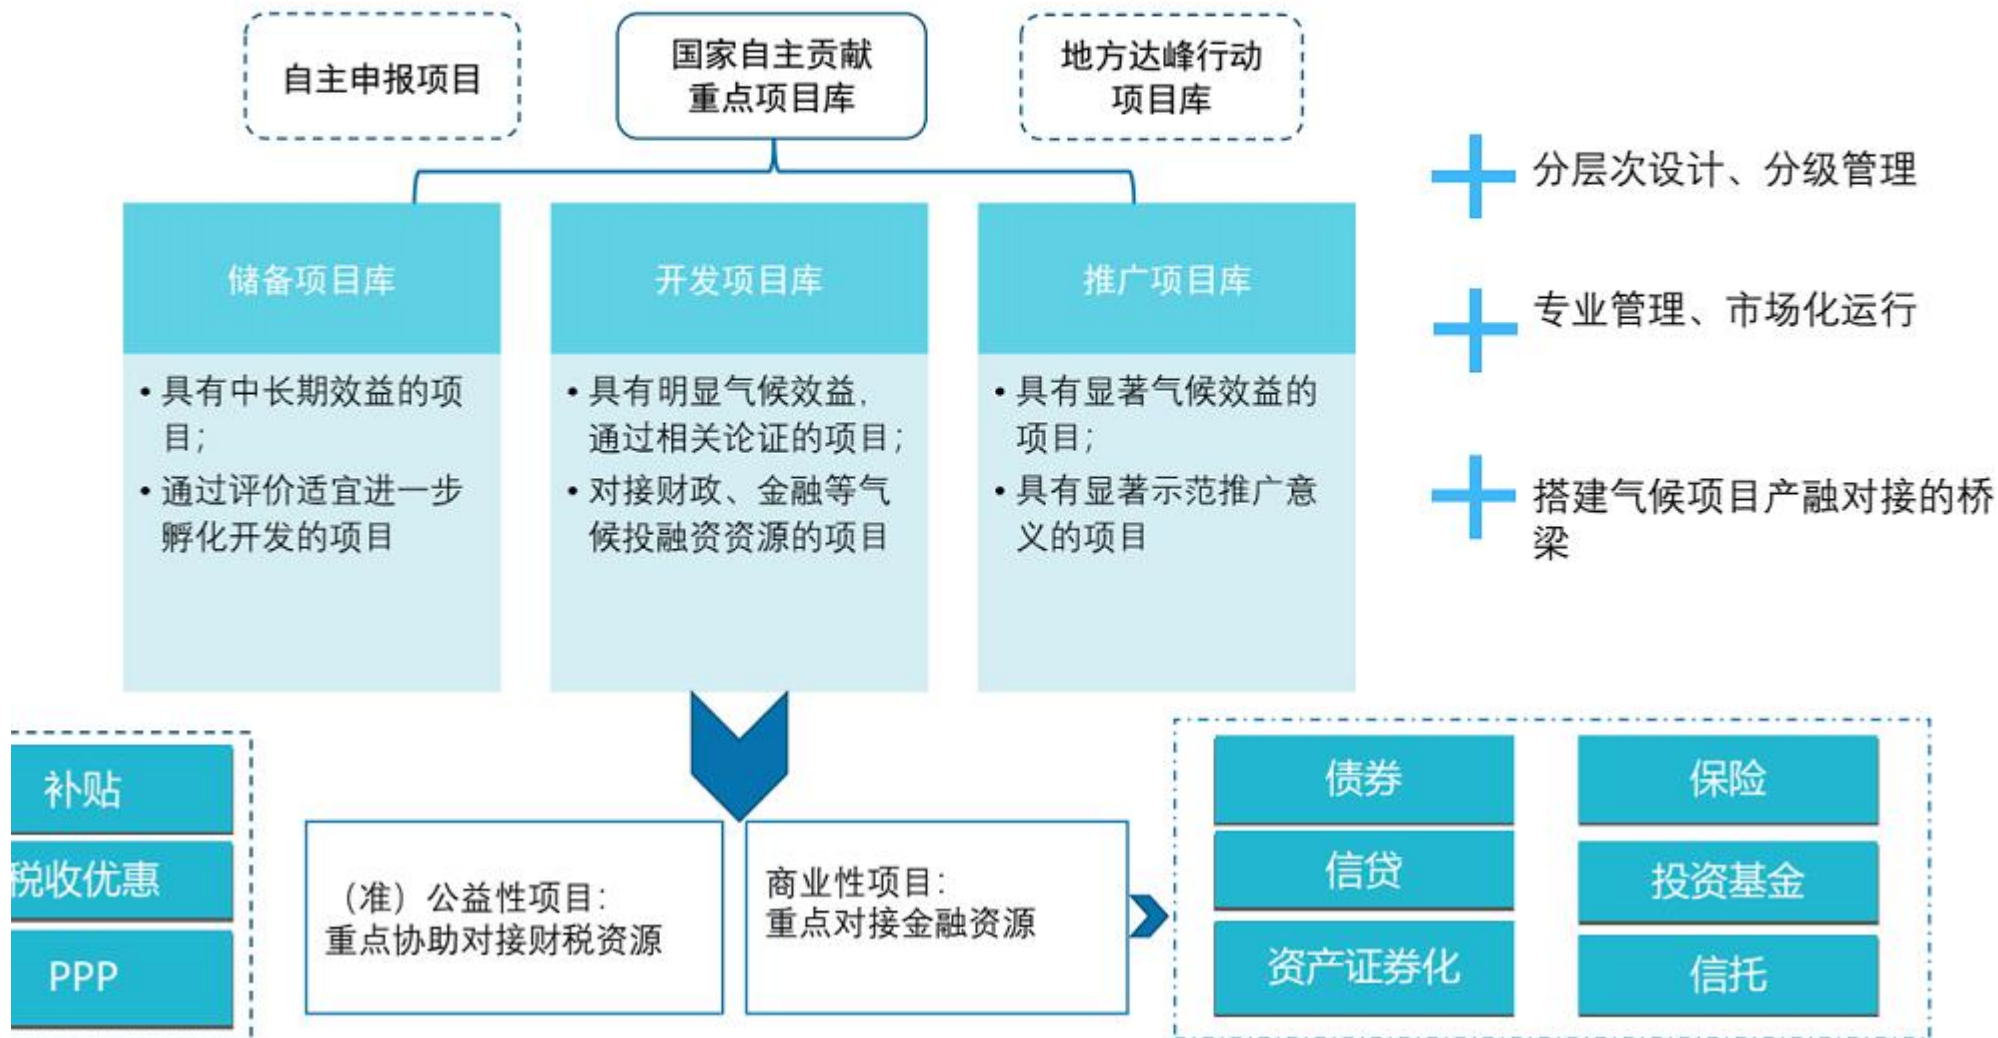 自主申报项目
国家自主贡献
重点项目库
地方达峰行动
项目库
储备项目库
• 具有中长期效益的项
目；
• 通过评价适宜进一步
孵化开发的项目
开发项目库
• 具有明显气候效益，
通过相关论证的项目；
• 对接财政、金融等气
候投融资资源的项目
推广项目库
• 具有显著气候效益的
项目；
• 具有显著示范推广意
义的项目
分层次设计、分级管理
专业管理、市场化运行
搭建气候项目产融对接的桥
梁
补贴
税收优惠
PPP
（准）公益性项目：
重点协助对接财税资源
商业性项目：
重点对接金融资源
债券
信贷
资产证券化
保险
投资基金
信托